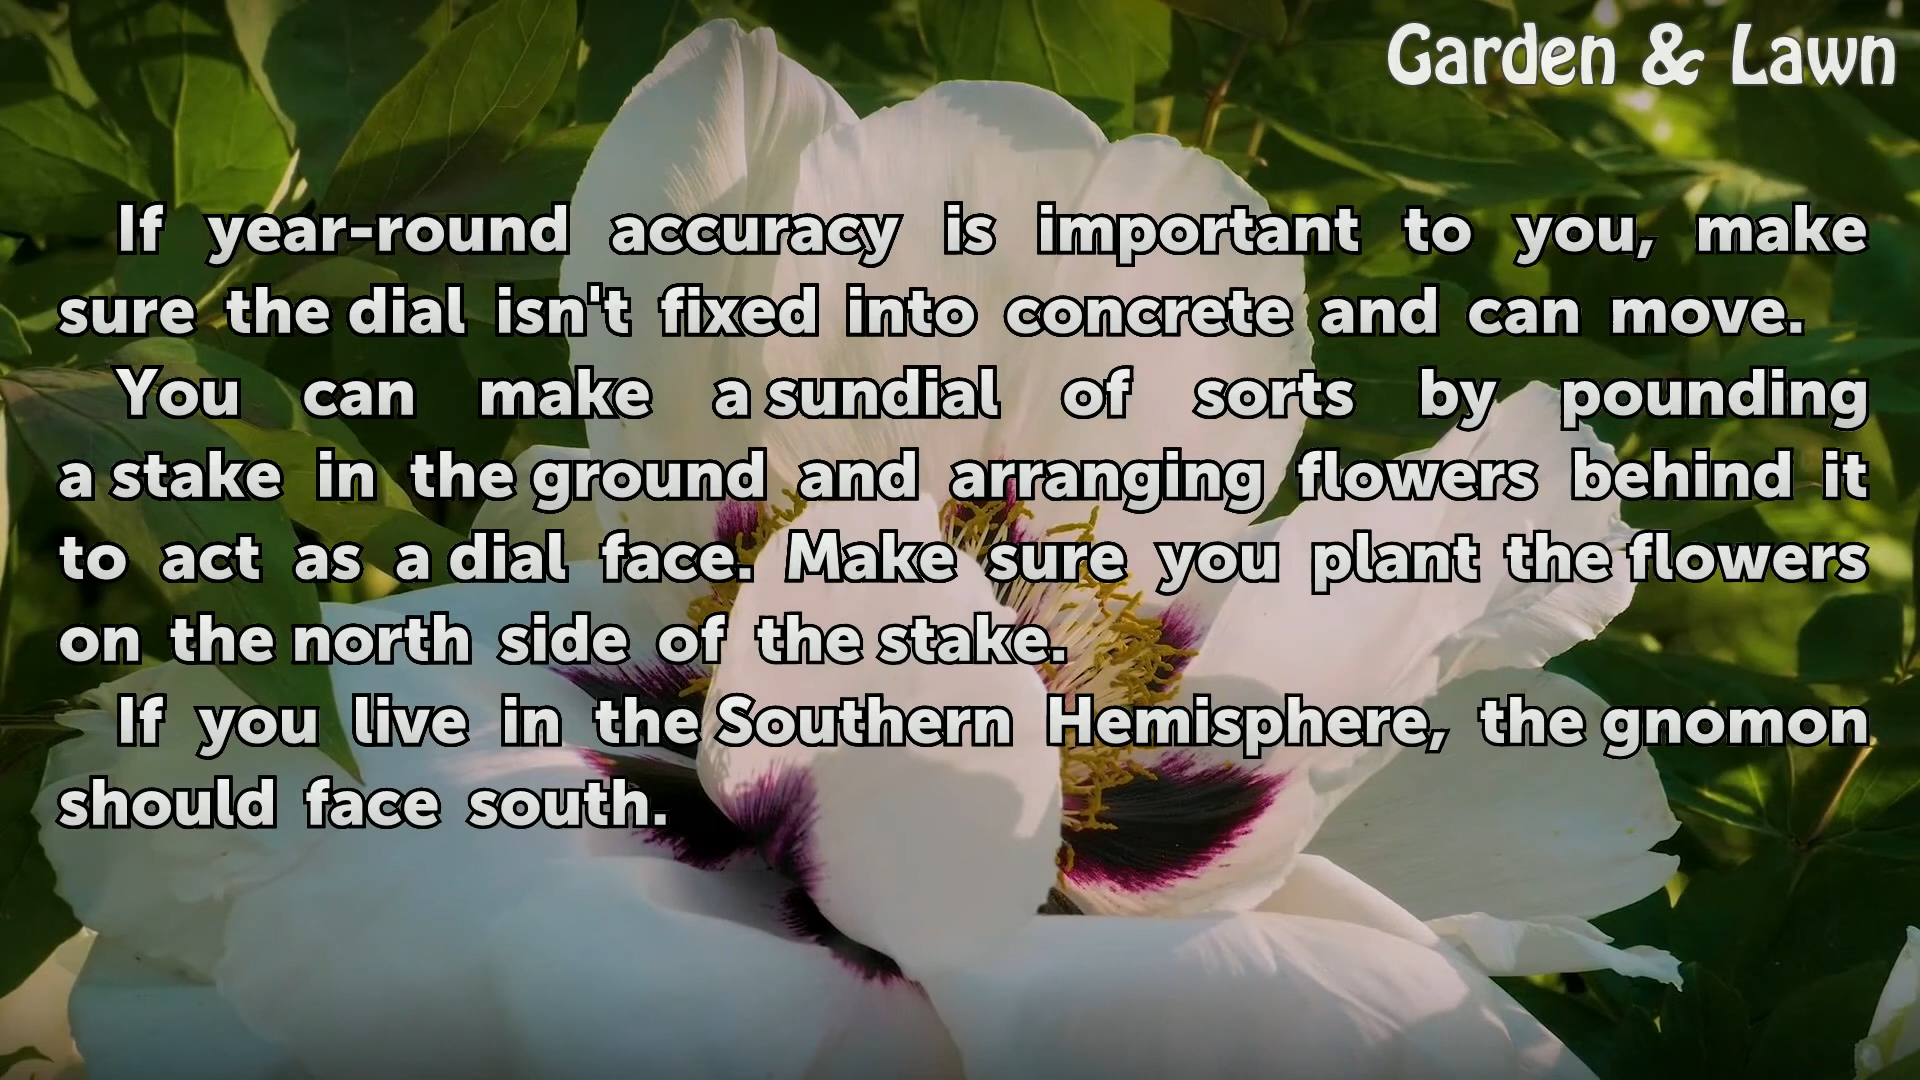 Garden & Lawn
If year-round accuracy is important to you, make
sure the dial isn't fixed into concrete and can move.
You can make a sundial of sorts by pounding
a stake in the ground and arranging flowers behind it
to act as a dial face. Make sure you plant the flowers
on the north side of the stake.
If you live in the Southern Hemisphere, the gnomon
should face south.